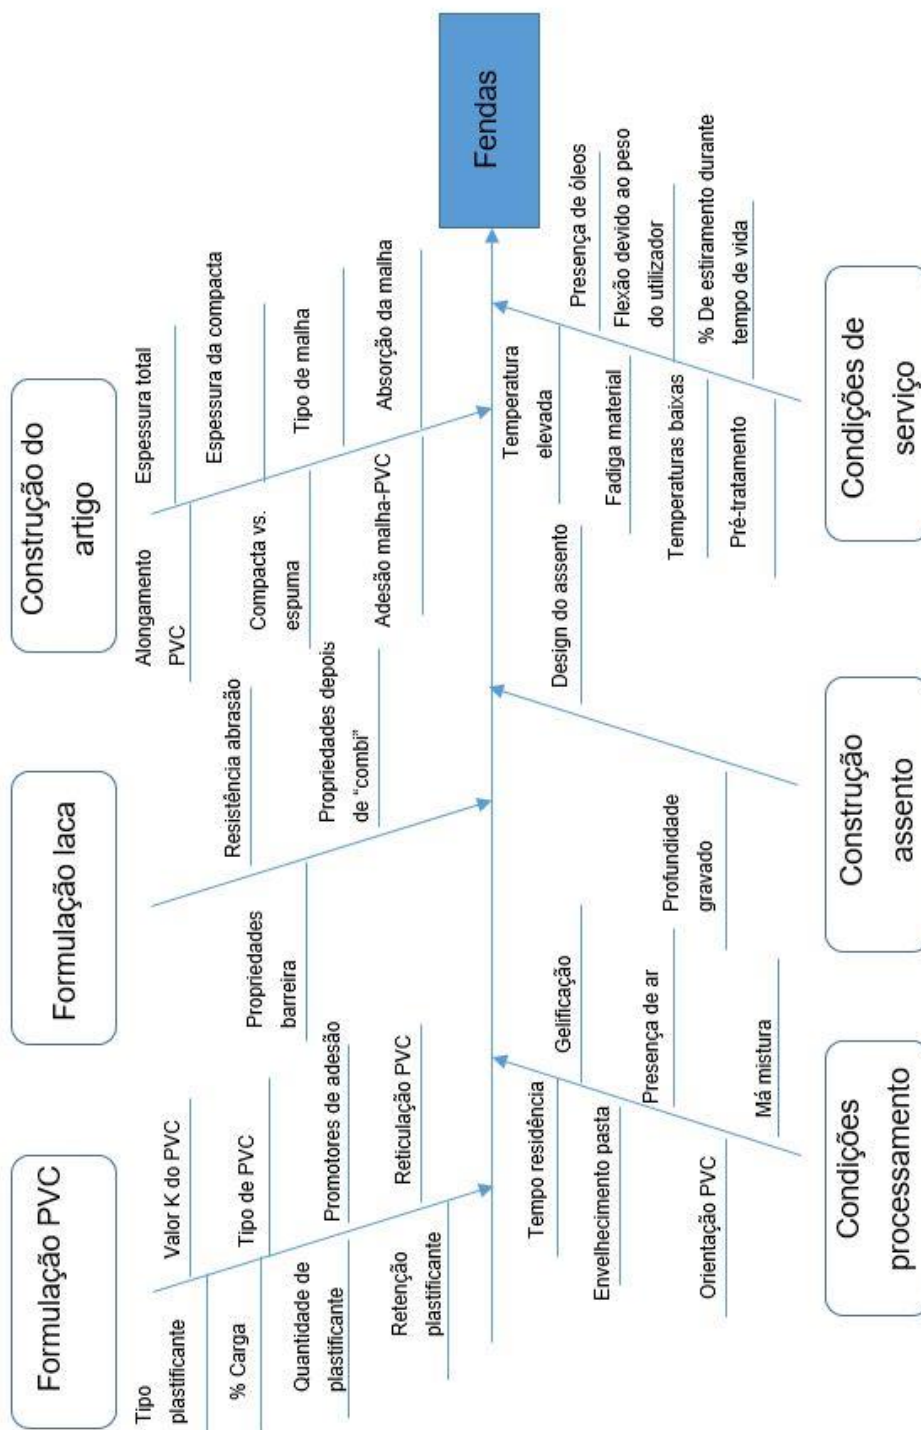 Formulação PVC
Tipo
plastificante
Valor K do PVC
% Carga
Tipo de PVC
Quantidade de
plastificante
Promotores de adesão
Retenção
plastificante
Reticulação PVC
Formulação laca
Resistência abrasão
Propriedades
barreira
Propriedades depois
de “combi”
Construção do
artigo
Alongamento
PVC
Espessura total
Espessura da compacta
Compacta vs.
espuma
Tipo de malha
Adesão malha-PVC
Absorção da malha
Fendas
Tempo residência
Gelificação
Envelhecimento pasta
Presença de ar
Orientação PVC
Má mistura
Condições
processamento
Design do assento
Profundidade
gravado
Construção
assento
Temperatura
elevada
Presença de óleos
Fadiga material
Flexão devido ao peso
do utilizador
Temperaturas baixas
% De estiramento durante
tempo de vida
Pré-tratamento
Condições de
serviço